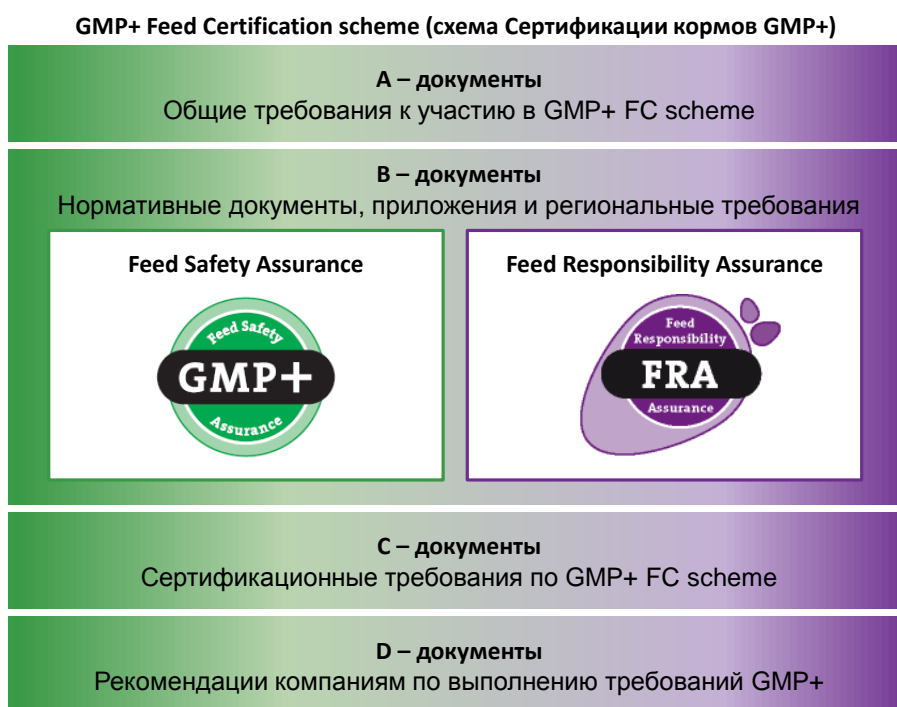 GMP+ Feed Certification scheme (схема Сертификации кормов GMP+)
A – документы
Общие требования к участию в GMP+ FC scheme
B – документы
Нормативные документы, приложения и региональные требования
Feed Safety Assurance
Feed Responsibility Assurance
Feed Safety
GMP+
Assurance
Feed
Responsibility
FRA
Assurance
C – документы
Сертификационные требования по GMP+ FC scheme
D – документы
Рекомендации компаниям по выполнению требований GMP+